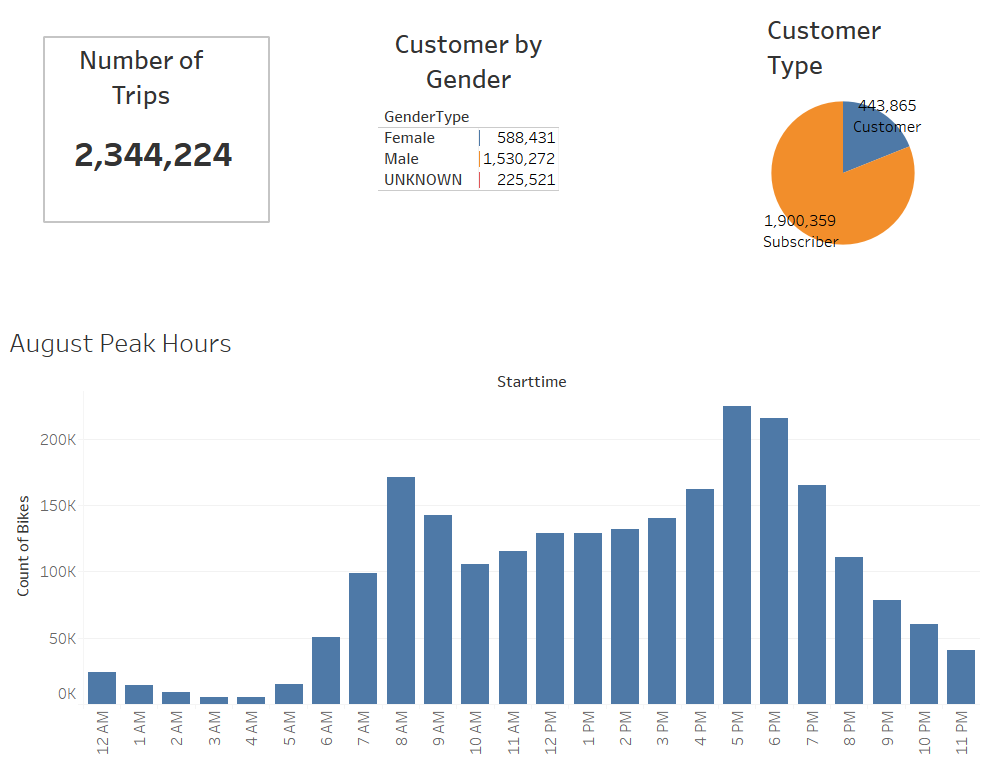 Number of
Trips
2,344,224
Customer by
Gender
GenderType
Female 588,431
Male 1,530,272
UNKNOWN 225,521
Customer
Type
443,865
Customer
1,900,359
Subscriber
August Peak Hours
Starttime
Count of Bikes
200K
150K
100K
50K
0K
12 AM
1 AM
2 AM
3 AM
4 AM
5 AM
6 AM
7 AM
8 AM
9 AM
10 AM
11 AM
12 PM
1 PM
2 PM
3 PM
4 PM
5 PM
6 PM
7 PM
8 PM
9 PM
10 PM
11 PM